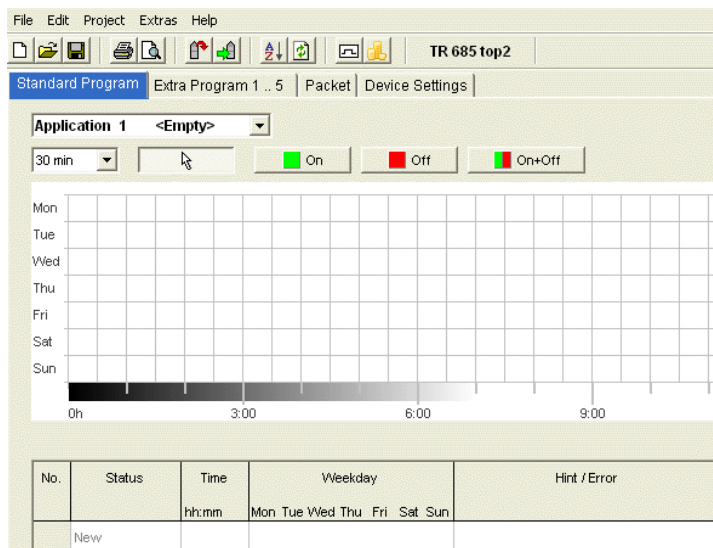 File Edit Project Extras Help
TR 685 top2
Standard Program Extra Program 1 .. 5 Packet Device Settings
Application 1 <Empty>
30 min On Off On+Off
Mon
Tue
Wed
Thu
Fri
Sat
Sun
0h 3:00 6:00 9:00
No. Status Time Weekday Hint / Error
hh:mm Mon Tue Wed Thu Fri Sat Sun
New